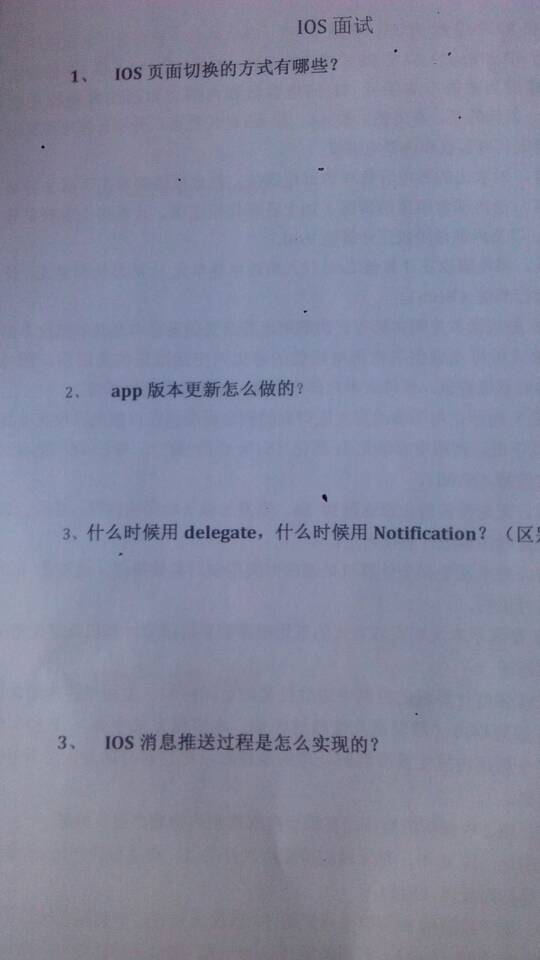 IOS 面试
1、 IOS 页面切换的方式有哪些？
2、 app 版本更新怎么做的？
3、什么时候用 delegate，什么时候用 Notification？（区
3、 IOS 消息推送过程是怎么实现的？